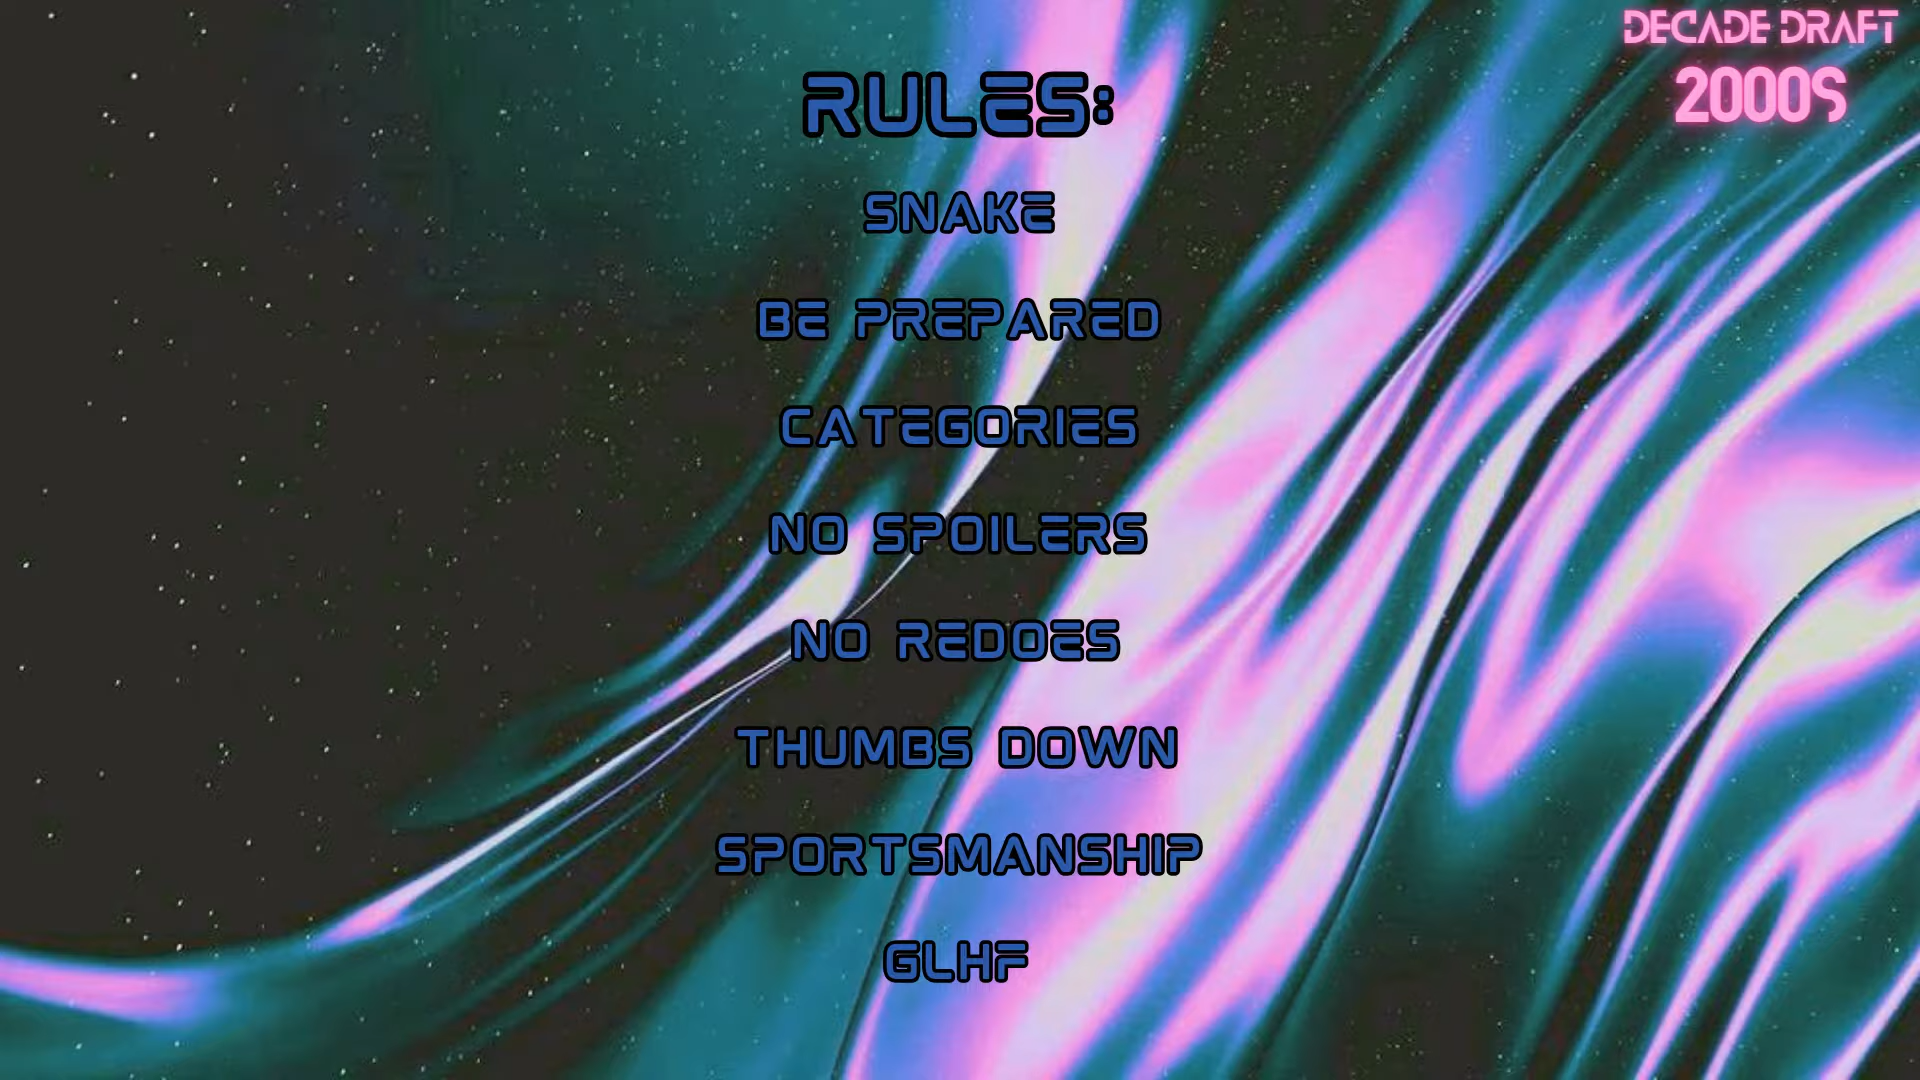 DECADE DRAFT
2000S
RULES:
SNAKE
BE PREPARED
CATEGORIES
NO SPOILERS
NO REDOES
THUMBS DOWN
SPORTSMANSHIP
GLHF